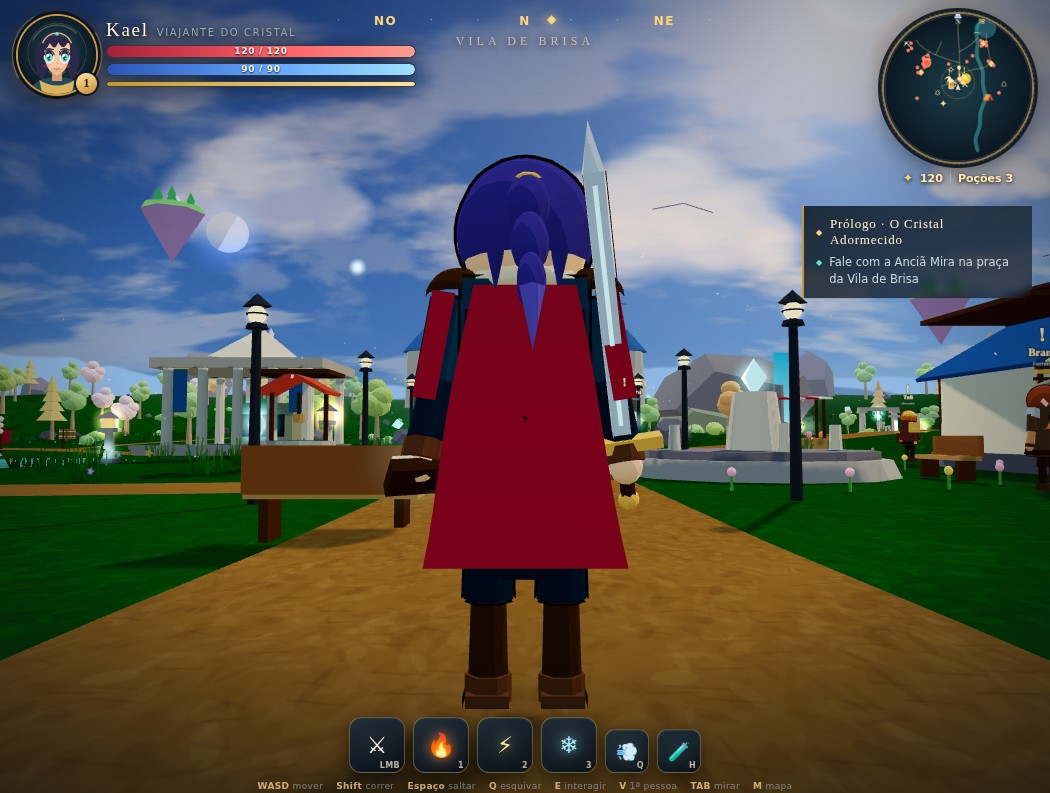 NO N NE
Kael VIAJANTE DO CRISTAL
VILA DE BRISA
120 / 120
90 / 90
1
120 Poções 3
Prólogo · O Cristal
Adormecido
Fale com a Anciã Mira na praça
da Vila de Brisa
!
Bran
!
LMB
1
2
3
Q
H
WASD mover Shift correr Espaço saltar Q esquivar E interagir V 1ª pessoa TAB mirar M mapa